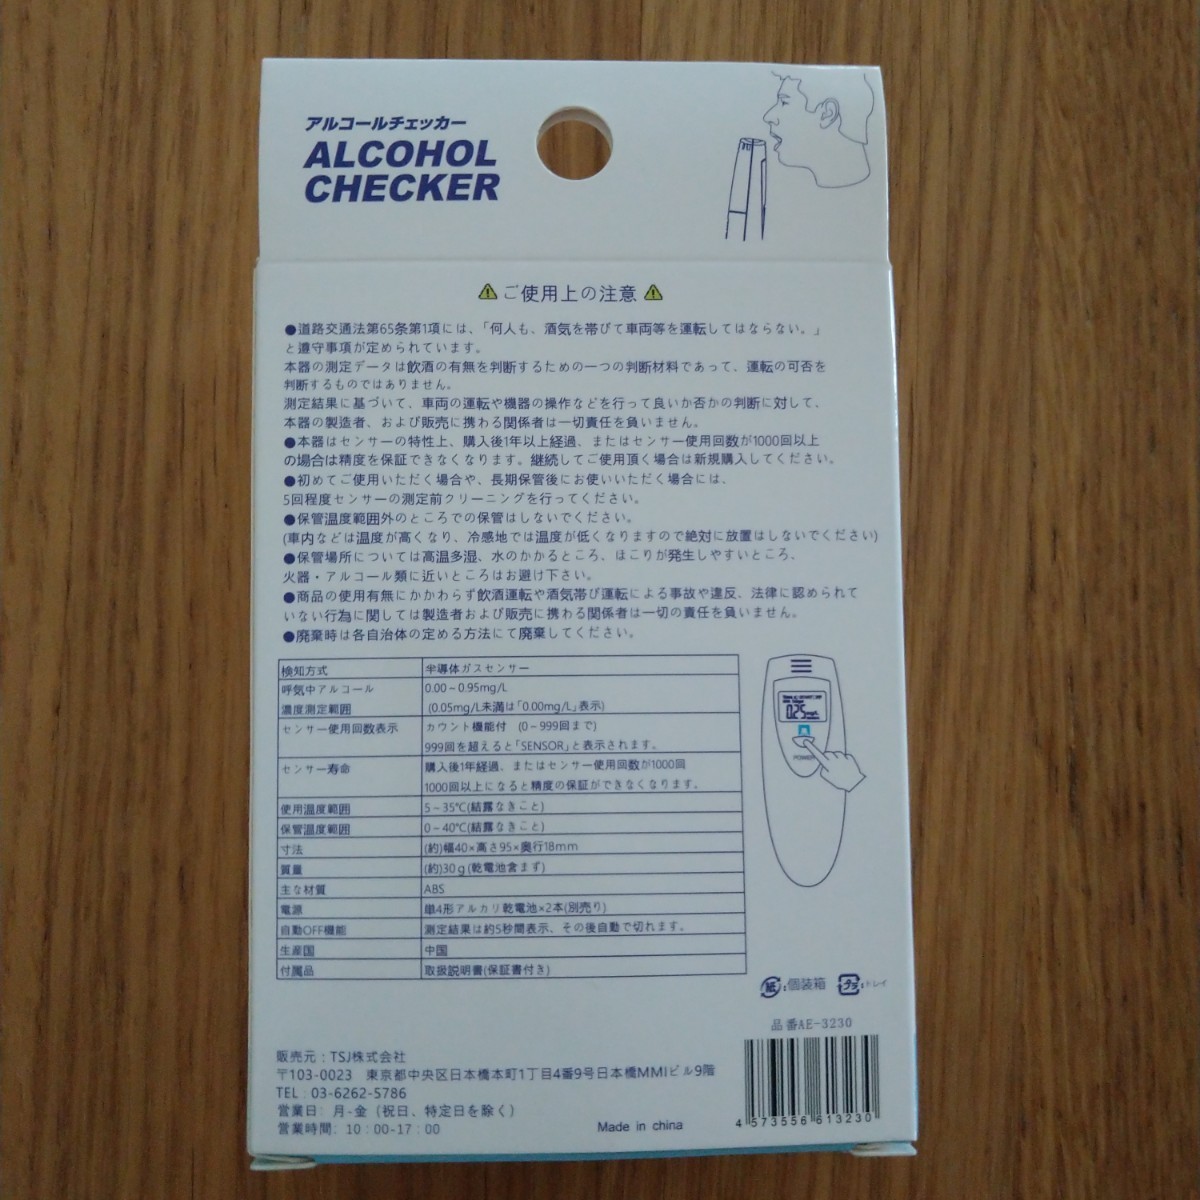 アルコールチェッカー
ALCOHOL
CHECKER
ご使用上の注意
●道路交通法第65条第1項には、「何人も、酒気を帯びて車両等を運転してはならない。」
と遵守事項が定められています。
本器の測定データは飲酒の有無を判断するための一つの判断材料であって、運転の可否を
判断するものではありません。
測定結果に基づいて、車両の運転や機器の操作などを行って良いか否かの判断に対して、
本器の製造者、および販売に携わる関係者は一切責任を負いません。
●本器はセンサーの特性上、購入後1年以上経過、またはセンサー使用回数が1000回以上
の場合は精度を保証できなくなります。継続してご使用頂く場合は新規購入してください。
●初めてご使用いただく場合や、長期保管後にお使いいただく場合には、
5回程度センサーの測定前クリーニングを行ってください。
●保管温度範囲外のところでの保管はしないでください。
(車内などは温度が高くなり、冷感地では温度が低くなりますので絶対に放置はしないでください)
●保管場所については高温多湿、水のかかるところ、ほこりが発生しやすいところ、
火器・アルコール類に近いところはお避け下さい。
●商品の使用有無にかかわらず飲酒運転や酒気帯び運転による事故や違反、法律に認められて
いない行為に関しては製造者および販売に携わる関係者は一切の責任を負いません。
●廃棄時は各自治体の定める方法にて廃棄してください。
検知方式 半導体ガスセンサー
呼気中アルコール 0.00～0.95mg/L
濃度測定範囲 (0.05mg/L未満は「0.00mg/L」表示)
センサー使用回数表示 カウント機能付 (0～999回まで)
999回を超えると「SENSOR」と表示されます。
センサー寿命 購入後1年経過、またはセンサー使用回数が1000回
1000回以上になると精度の保証ができなくなります。
使用温度範囲 5～35℃(結露なきこと)
保管温度範囲 0～40℃(結露なきこと)
寸法 (約)幅40×高さ95×奥行18mm
質量 (約)30g(乾電池含まず)
主な材質 ABS
電源 単4形アルカリ乾電池×2本(別売り)
自動OFF機能 測定結果は約5秒間表示、その後自動で切れます。
生産国 中国
付属品 取扱説明書(保証書付き)
0.25
POWER
紙:個装箱 プラ:トレイ
品番AE-3230
販売元：TSJ株式会社
〒103-0023 東京都中央区日本橋本町1丁目4番9号日本橋MMIビル9階
TEL：03-6262-5786
営業日：月-金（祝日、特定日を除く）
営業時間：10：00-17：00
Made in china
4 573556 613230